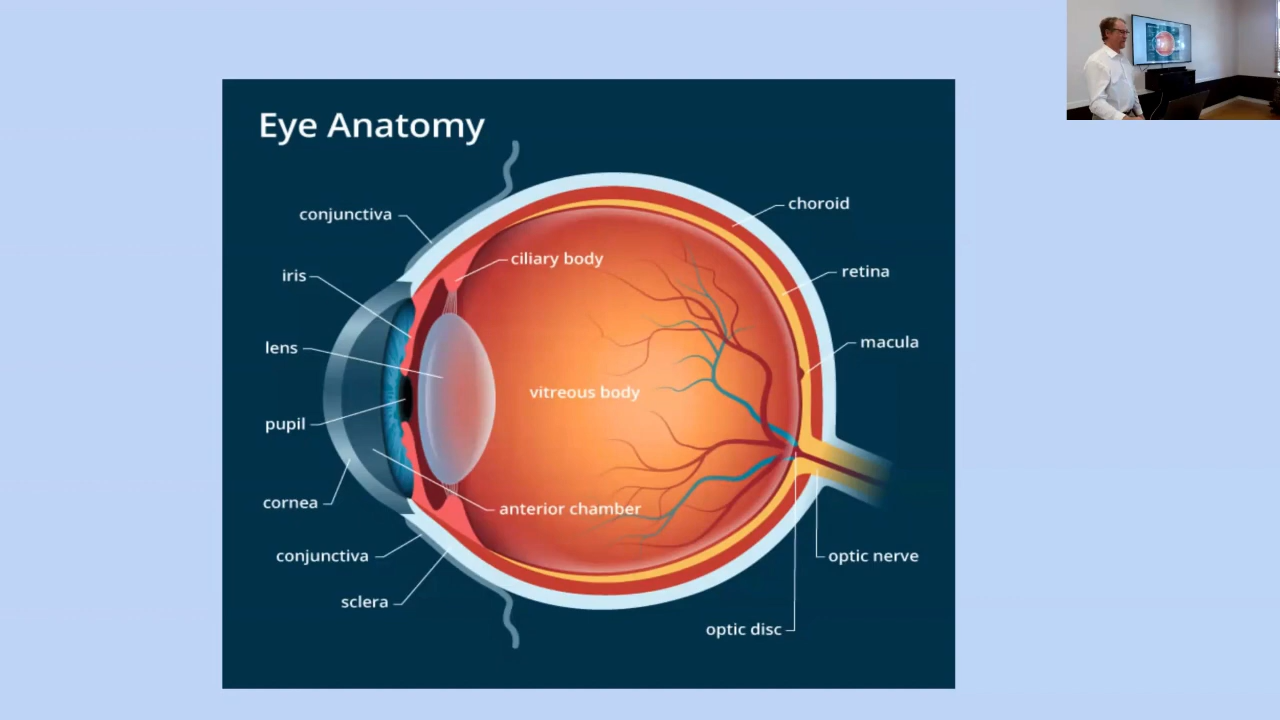 Eye Anatomy
conjunctiva
iris
lens
pupil
cornea
conjunctiva
sclera
ciliary body
vitreous body
anterior chamber
choroid
retina
macula
optic nerve
optic disc